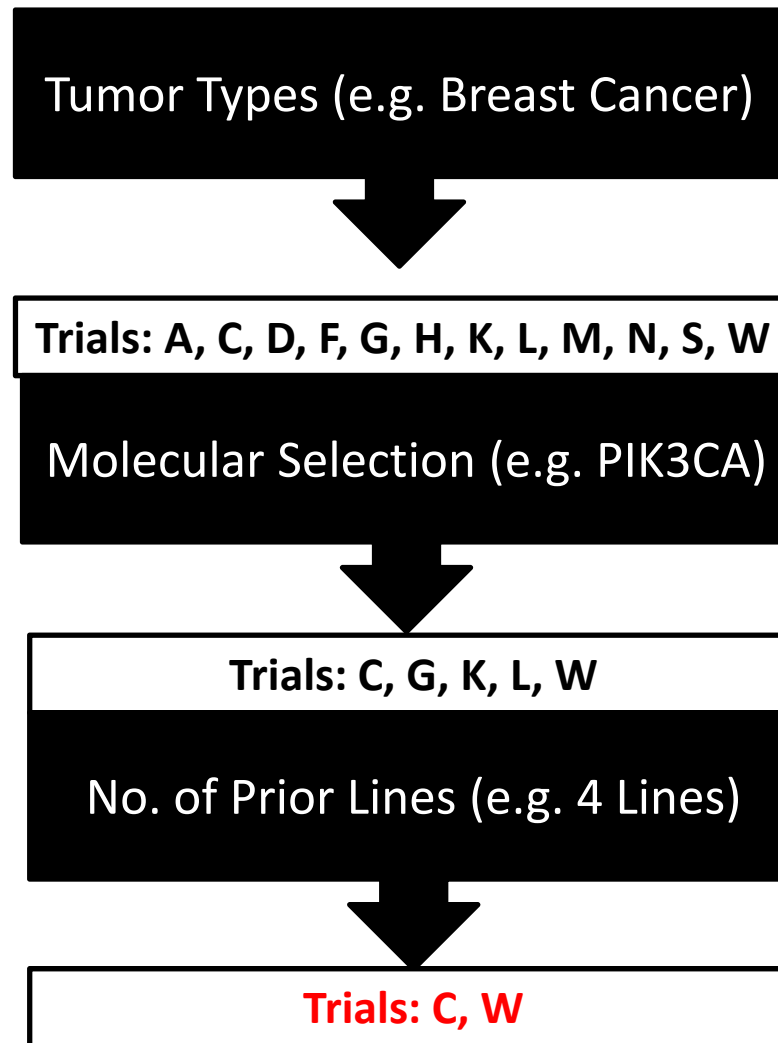 Tumor Types (e.g. Breast Cancer)
Trials: A, C, D, F, G, H, K, L, M, N, S, W
Molecular Selection (e.g. PIK3CA)
Trials: C, G, K, L, W
No. of Prior Lines (e.g. 4 Lines)
Trials: C, W